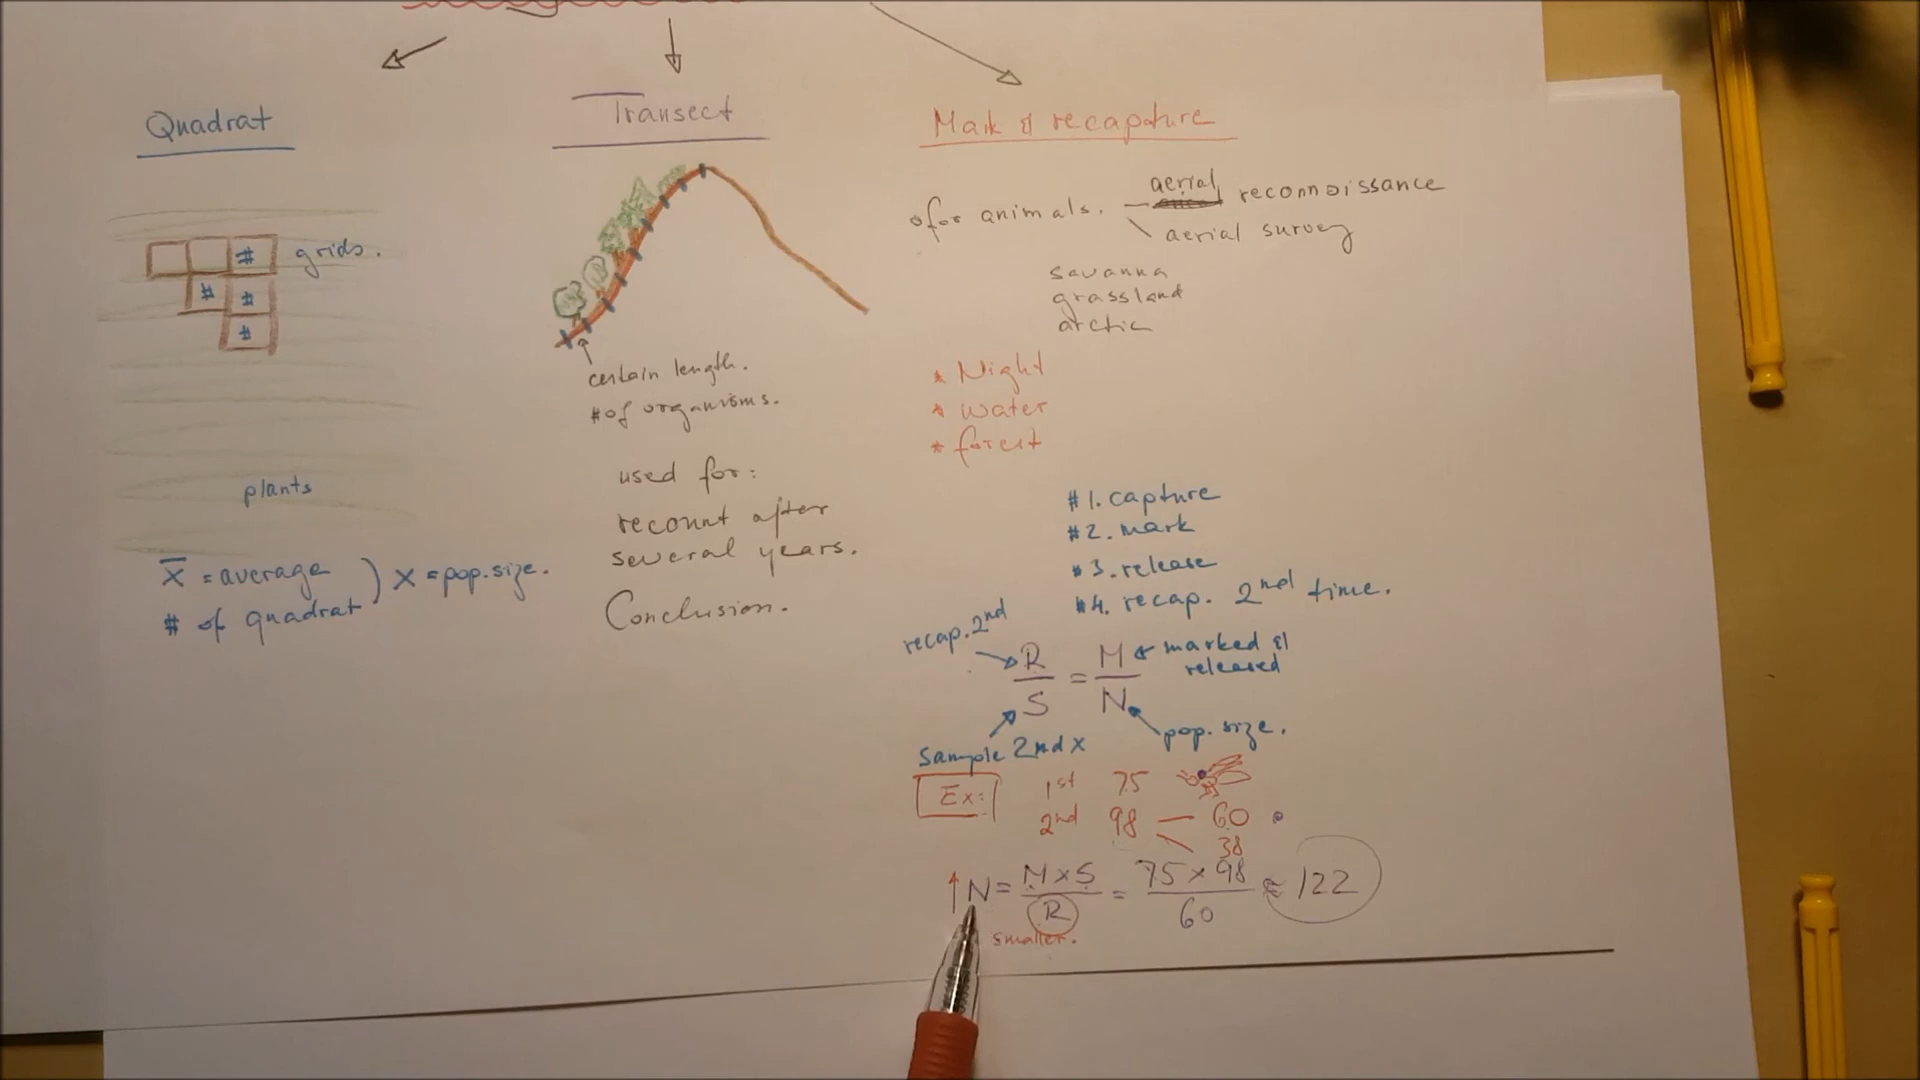 Quadrat
#
grids.
# #
#
plants
X̅ = average
# of quadrat ) x = pop. size.
Transect
certain length.
# of organisms.
used for:
recount after
several years.
Conclusion.
Mark & recapature
for animals. — aerial reconnoissance
\ aerial survey
savanna
grassland
arctic
* Night
* water
* forest
#1. capture
#2. mark
#3. release
#4. recap. 2nd time.
recap. 2nd
R/S = M/N
marked & released
Sample 2nd x
pop. size.
Ex: 1st 75
2nd 98 — 60
38
↑ N = M x S / R = 75 x 98 / 60 ≈ 122
smaller.